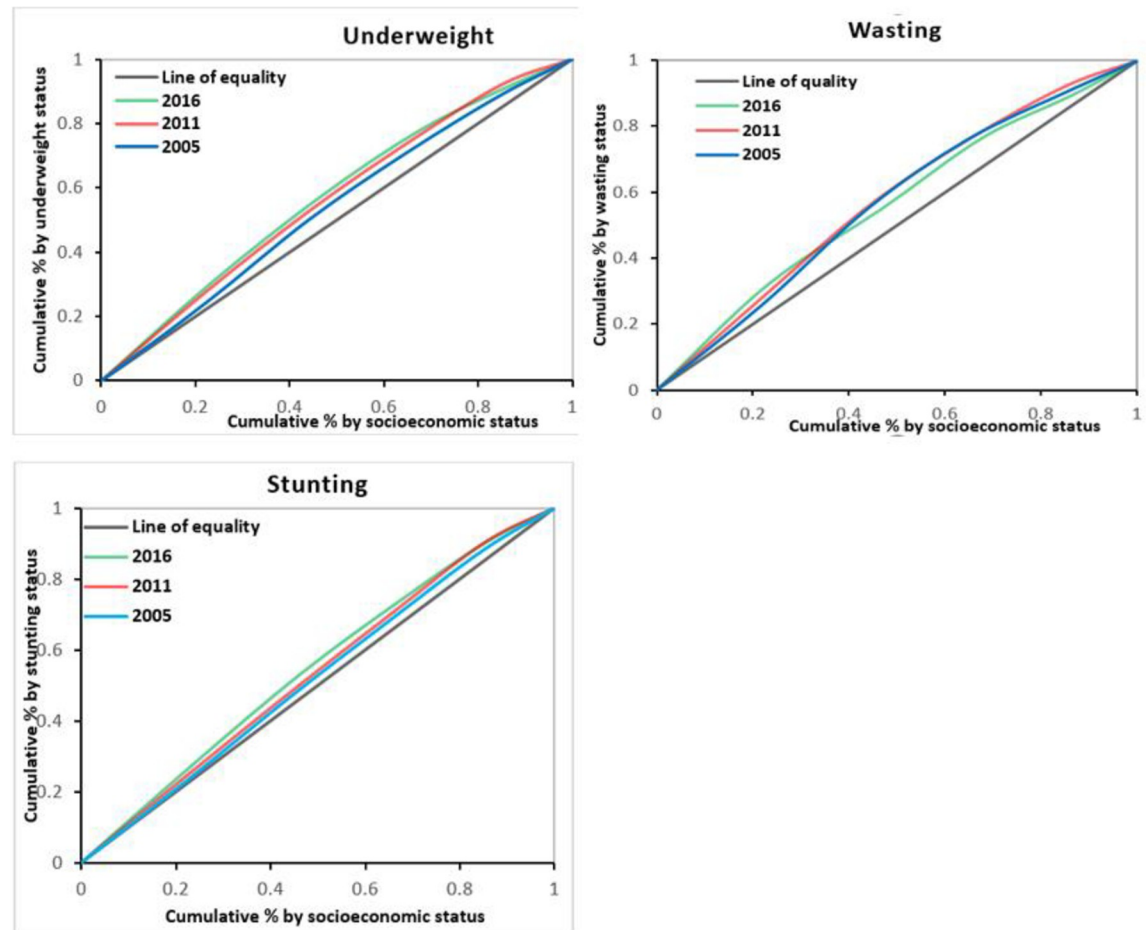 Underweight
Cumulative % by underweight status
1
0.8
0.6
0.4
0.2
0
Line of equality
2016
2011
2005
0 0.2 0.4 0.6 0.8 1
Cumulative % by socioeconomic status
Wasting
Cumulative % by wasting status
1
0.8
0.6
0.4
0.2
0
Line of quality
2016
2011
2005
0 0.2 0.4 0.6 0.8 1
Cumulative % by socioeconomic status
Stunting
Cumulative % by stunting status
1
0.8
0.6
0.4
0.2
0
Line of equality
2016
2011
2005
0 0.2 0.4 0.6 0.8 1
Cumulative % by socioeconomic status